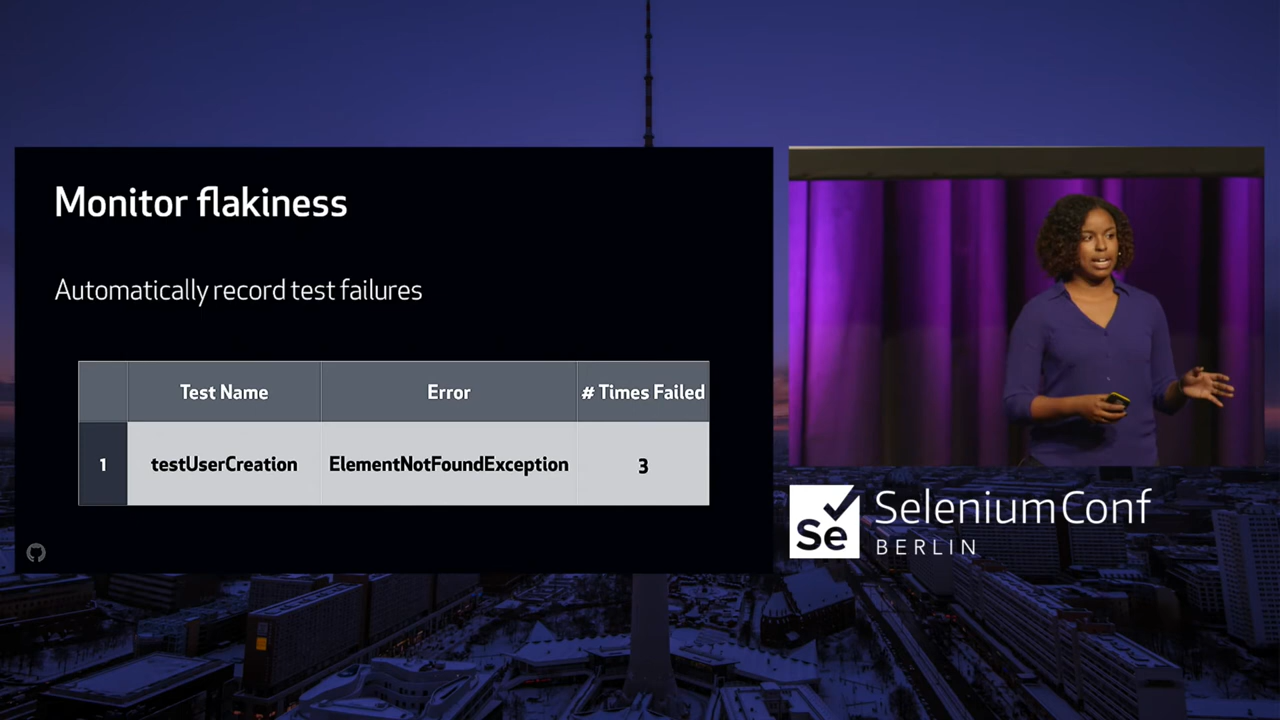 Monitor flakiness
Automatically record test failures
Test Name Error # Times Failed
1 testUserCreation ElementNotFoundException 3
Se SeleniumConf
BERLIN